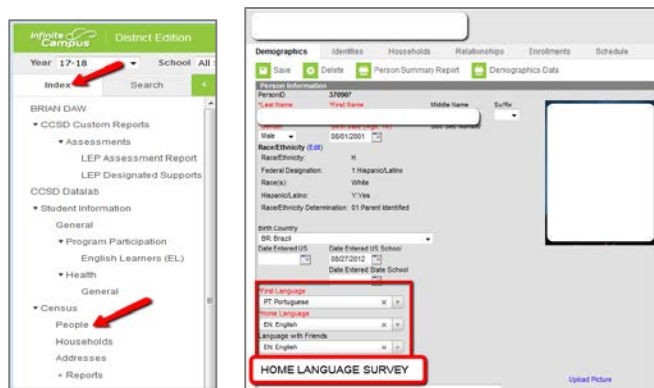 Infinite Campus District Edition
Year 17-18 School All
Index Search <
BRIAN DAW
CCSD Custom Reports
Assessments
LEP Assessment Report
LEP Designated Supports
CCSD Datalab
Student Information
General
Program Participation
English Learners (EL)
Health
General
Census
People
Households
Addresses
+ Reports
Demographics Identities Households Relationships Enrollments Schedule
Save Delete Person Summary Report Demographics Data
Person Information
PersonID 370907
*Last Name *First Name Middle Name Suffix
Male 08/01/2001
Race/Ethnicity (Edit)
Race/Ethnicity: H
Federal Designation: 1:Hispanic/Latino
Race(s): White
Hispanic/Latino: Y:Yes
Race/Ethnicity Determination: 01:Parent Identified
Birth Country
BR: Brazil
Date Entered US Date Entered US School
08/27/2012
Date Entered State School
*First Language
PT: Portuguese
*Home Language
EN: English
Language with Friends
EN: English
HOME LANGUAGE SURVEY
Upload Picture